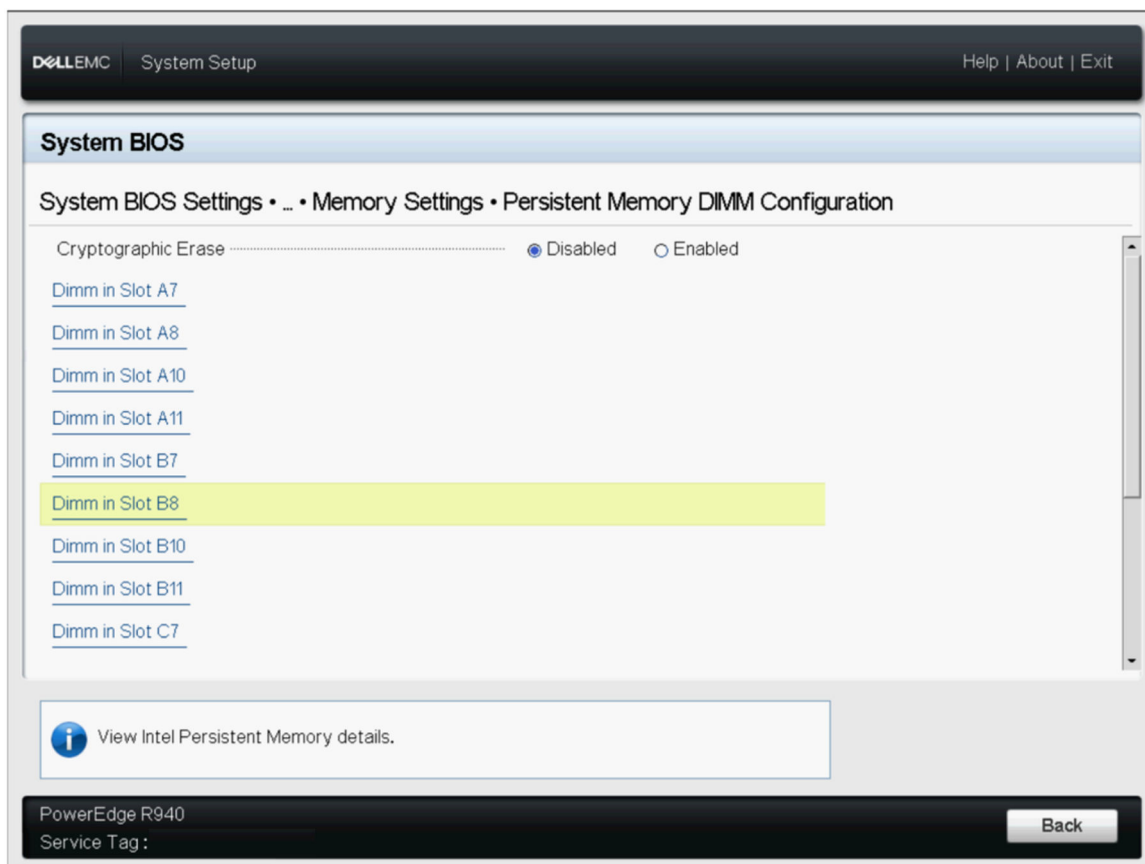 DELLEMC System Setup Help | About | Exit
System BIOS
System BIOS Settings • ... • Memory Settings • Persistent Memory DIMM Configuration
Cryptographic Erase Disabled Enabled
Dimm in Slot A7
Dimm in Slot A8
Dimm in Slot A10
Dimm in Slot A11
Dimm in Slot B7
Dimm in Slot B8
Dimm in Slot B10
Dimm in Slot B11
Dimm in Slot C7
View Intel Persistent Memory details.
PowerEdge R940
Service Tag :
Back